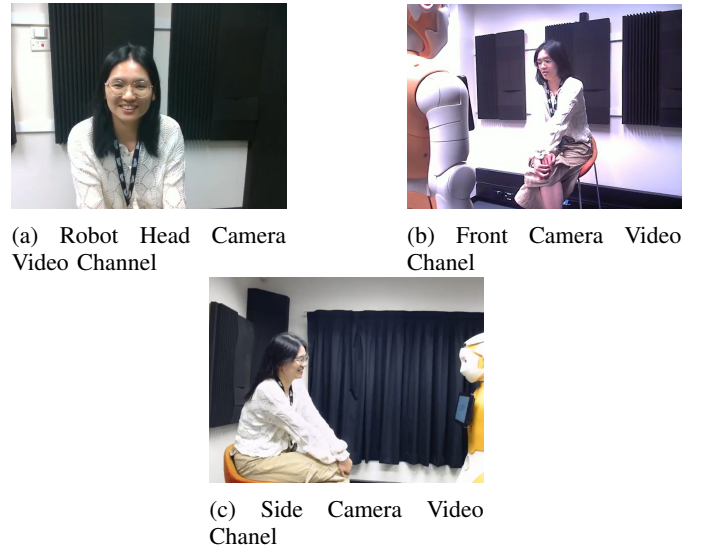 (a) Robot Head Camera
Video Channel
(b) Front Camera Video
Chanel
(c) Side Camera Video
Chanel